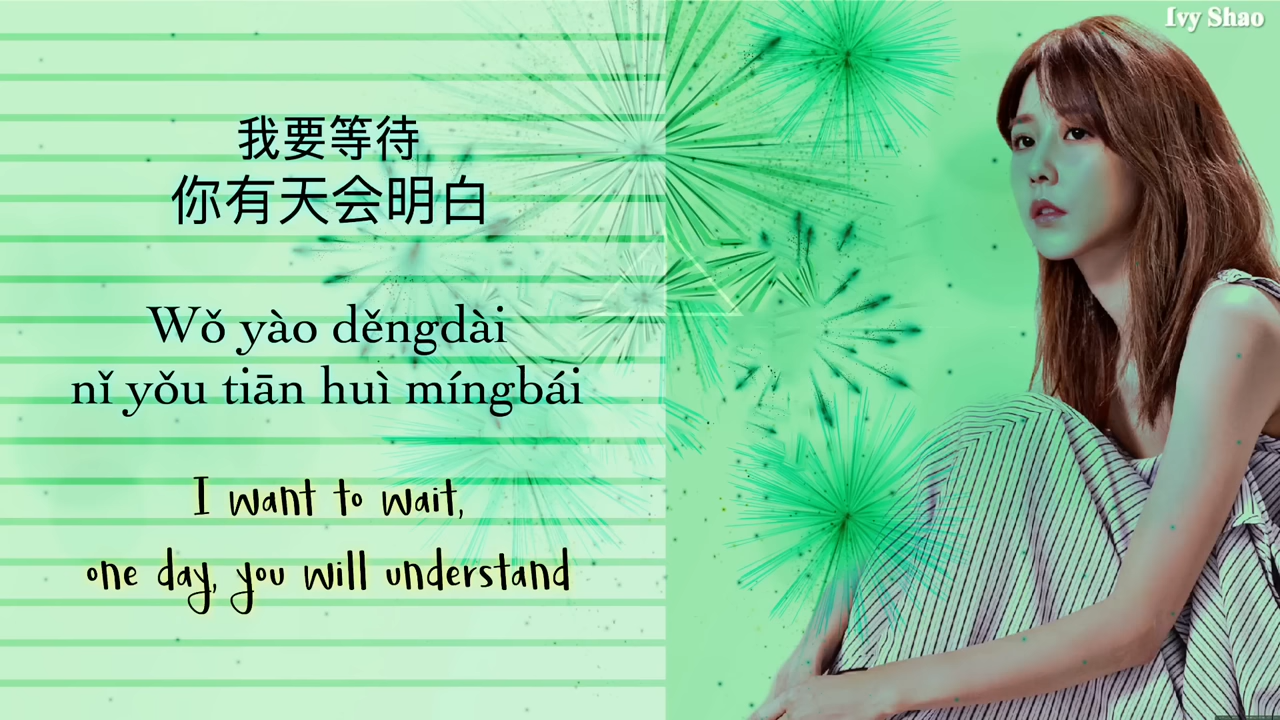 Ivy Shao
我要等待
你有天会明白
Wǒ yào děngdài
nǐ yǒu tiān huì míngbái
I want to wait,
one day, you will understand